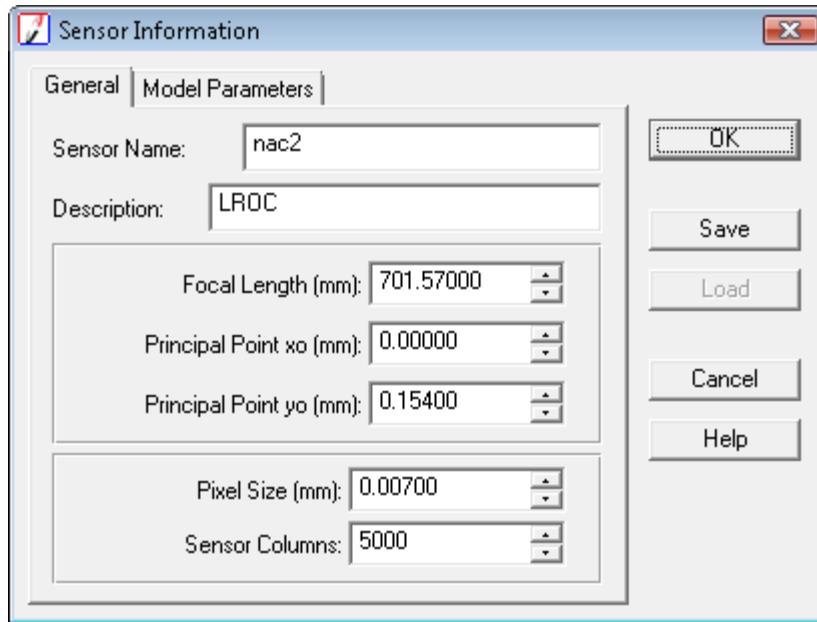 Sensor Information
General
Model Parameters
Sensor Name: nac2
Description: LROC
Focal Length (mm): 701.57000
Principal Point xo (mm): 0.00000
Principal Point yo (mm): 0.15400
Pixel Size (mm): 0.00700
Sensor Columns: 5000
OK
Save
Load
Cancel
Help